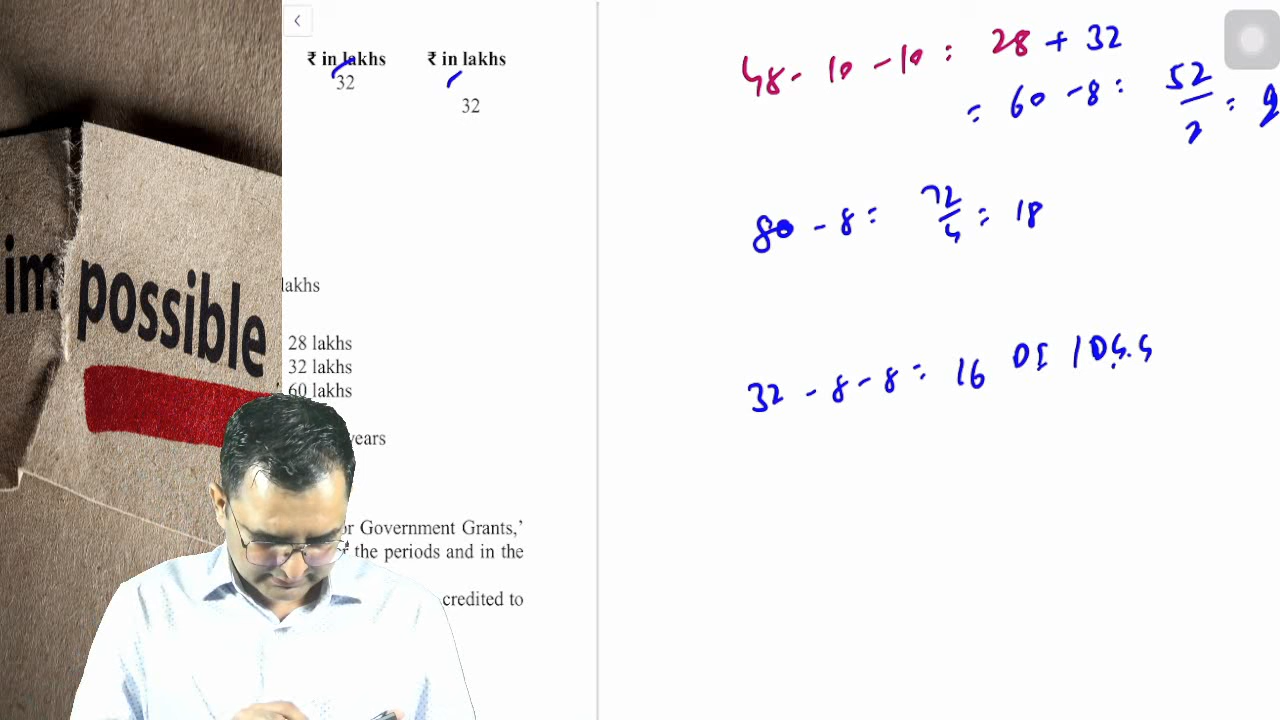 impossible
₹ in lakhs ₹ in lakhs
32
32
lakhs
28 lakhs
32 lakhs
60 lakhs
years
or Government Grants,’
the periods and in the
credited to
48 - 10 - 10 = 28 + 32
= 60 - 8 = 52/2 =
80 - 8 = 72/4 = 18
32 - 8 - 8 = 16